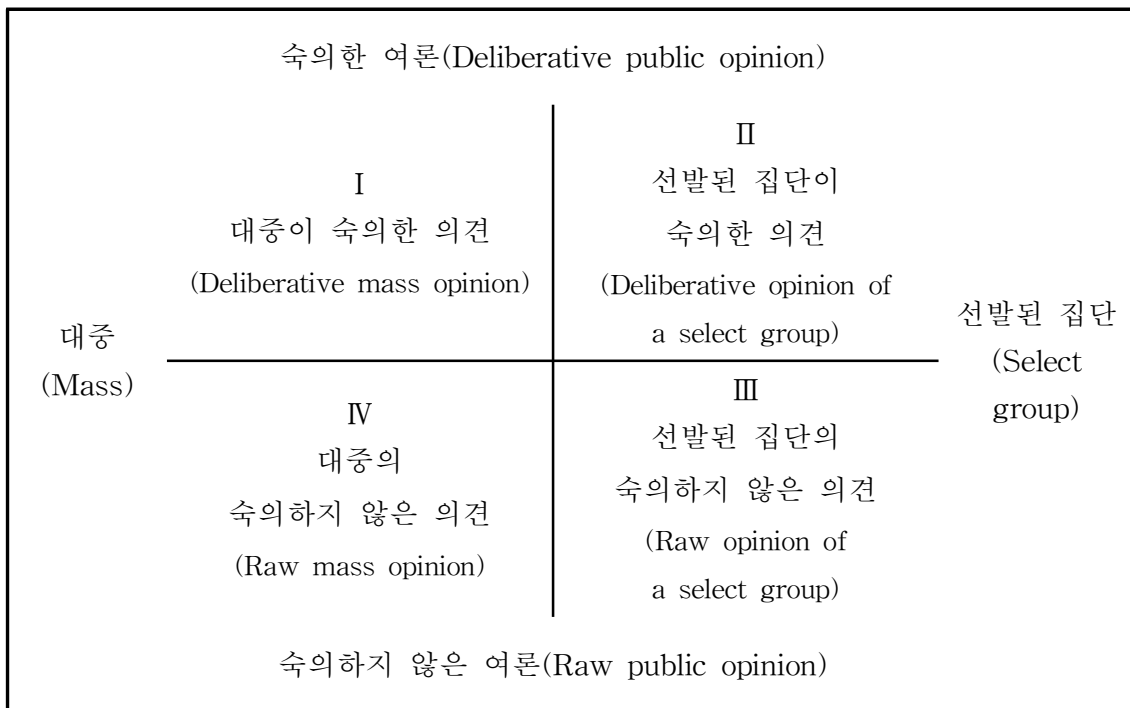 숙의한 여론(Deliberative public opinion)
Ⅰ
대중이 숙의한 의견
(Deliberative mass opinion)
Ⅱ
선발된 집단이
숙의한 의견
(Deliberative opinion of
a select group)
대중
(Mass)
선발된 집단
(Select
group)
Ⅳ
대중의
숙의하지 않은 의견
(Raw mass opinion)
Ⅲ
선발된 집단의
숙의하지 않은 의견
(Raw opinion of
a select group)
숙의하지 않은 여론(Raw public opinion)